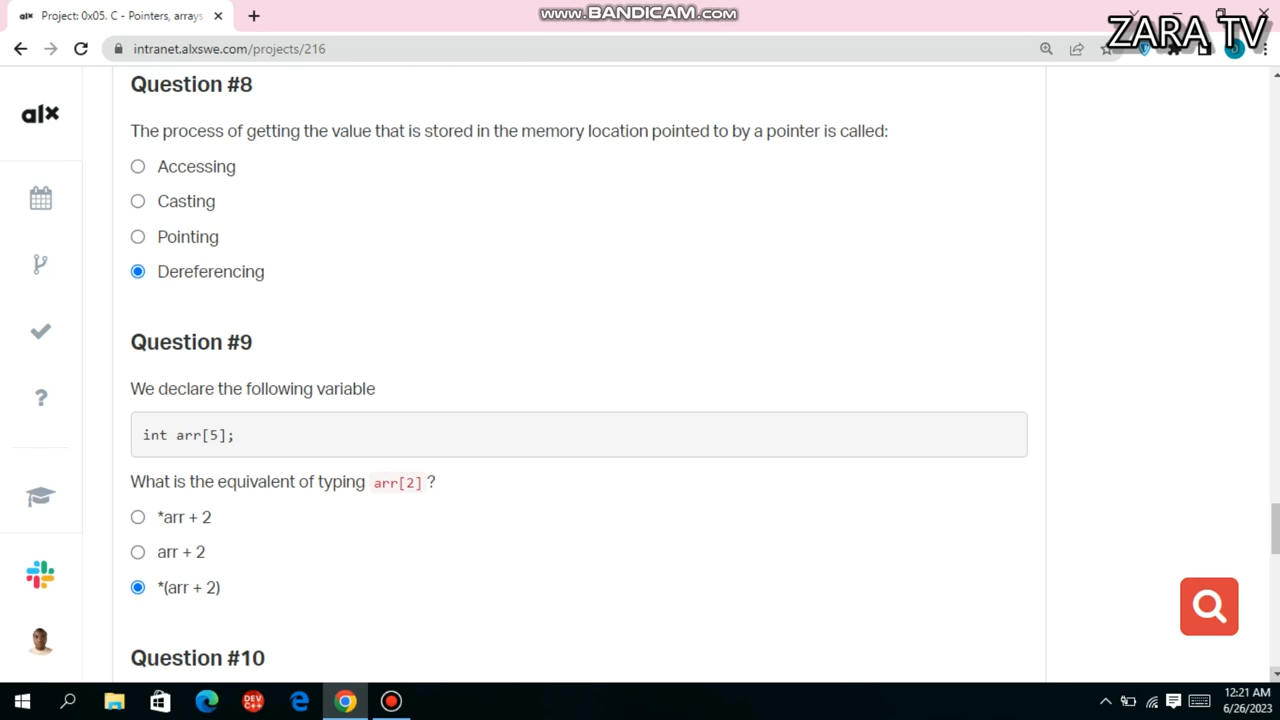 Project: 0x05. C - Pointers, arrays
www.BANDICAM.com
ZARA TV
intranet.alxswe.com/projects/216
alx
Question #8
The process of getting the value that is stored in the memory location pointed to by a pointer is called:
Accessing
Casting
Pointing
Dereferencing
Question #9
We declare the following variable
int arr[5];
What is the equivalent of typing arr[2]?
*arr + 2
arr + 2
*(arr + 2)
Question #10
DEV
C++
12:21 AM
6/26/2023